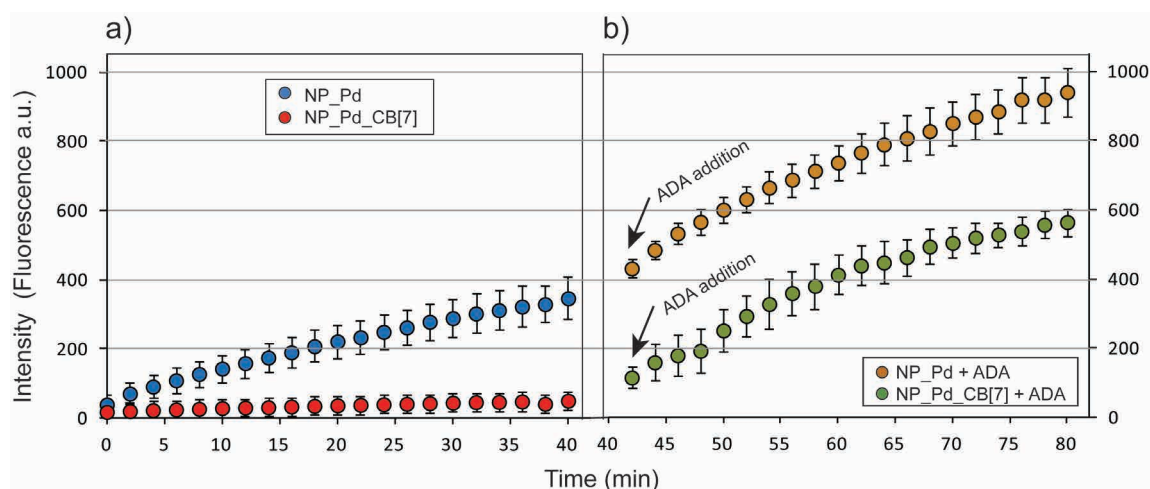 a)
b)
Intensity (Fluorescence a.u.)
1000
800
600
400
200
0
NP_Pd
NP_Pd_CB[7]
0 5 10 15 20 25 30 35 40
ADA addition
ADA addition
1000
800
600
400
200
0
NP_Pd + ADA
NP_Pd_CB[7] + ADA
40 45 50 55 60 65 70 75 80
Time (min)